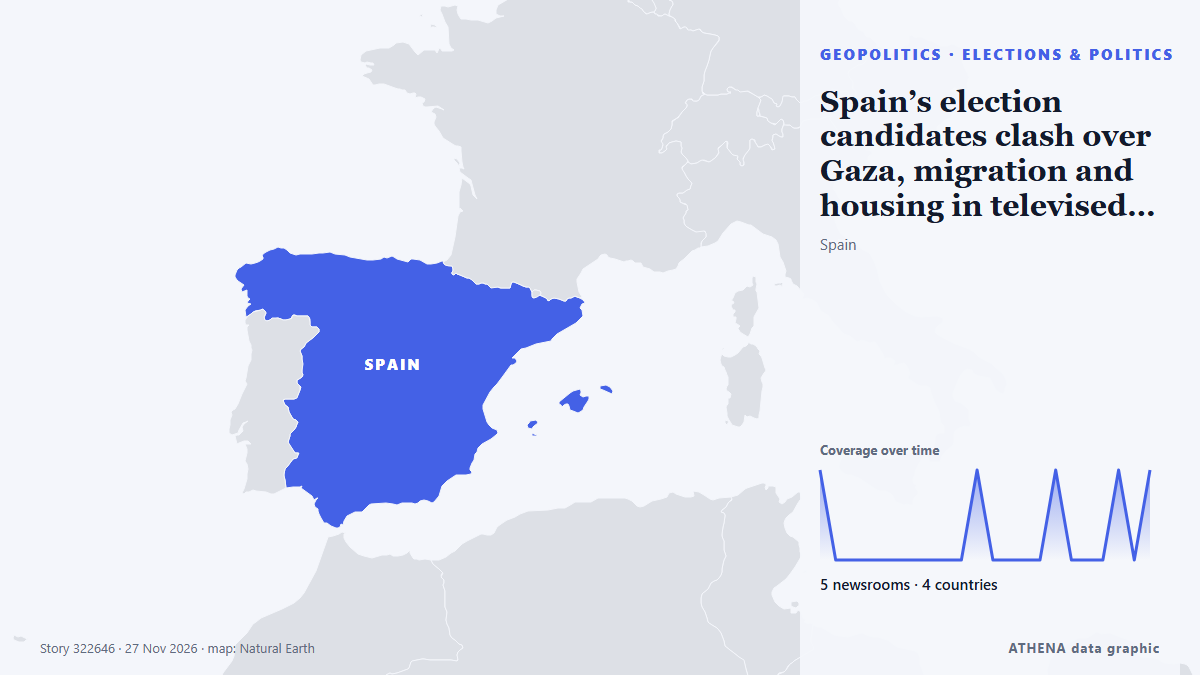 GEOPOLITICS · ELECTIONS & POLITICS
Spain’s election
candidates clash over
Gaza, migration and
housing in televised…
Spain
SPAIN
Coverage over time
5 newsrooms · 4 countries
Story 322646 · 27 Nov 2026 · map: Natural Earth
ATHENA data graphic